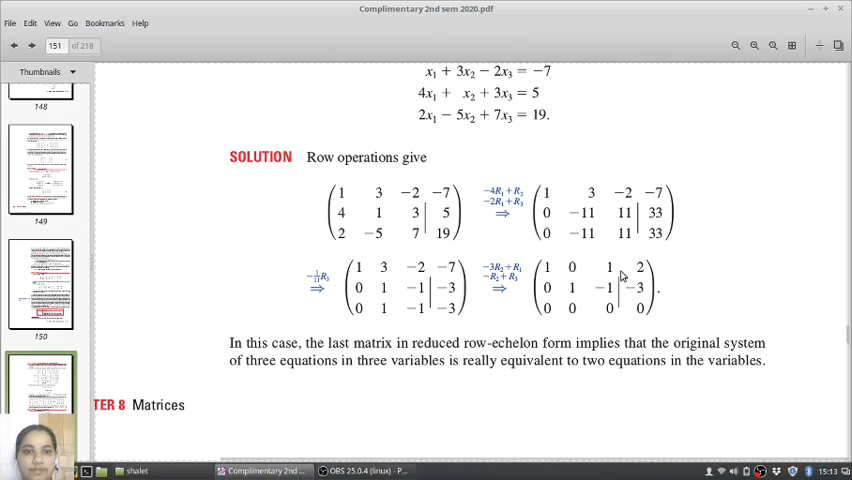 Complimentary 2nd sem 2020.pdf
File Edit View Go Bookmarks Help
151 of 218
Thumbnails
148
149
150
x₁ + 3x₂ − 2x₃ = −7
4x₁ + x₂ + 3x₃ = 5
2x₁ − 5x₂ + 7x₃ = 19.
SOLUTION Row operations give
1 3 −2 −7
4 1 3 | 5
2 −5 7 19
−4R₁+R₂
−2R₁+R₃
⇒
1 3 −2 −7
0 −11 11 | 33
0 −11 11 33
⇒
1 3 −2 −7
0 1 −1 | −3
0 1 −1 −3
−3R₂+R₁
−R₂+R₃
⇒
1 0 1 2
0 1 −1 | −3
0 0 0 0
.
In this case, the last matrix in reduced row-echelon form implies that the original system
of three equations in three variables is really equivalent to two equations in the variables.
TER 8 Matrices
shalet
Complimentary 2nd ...
OBS 25.0.4 (linux) - P...
15:13